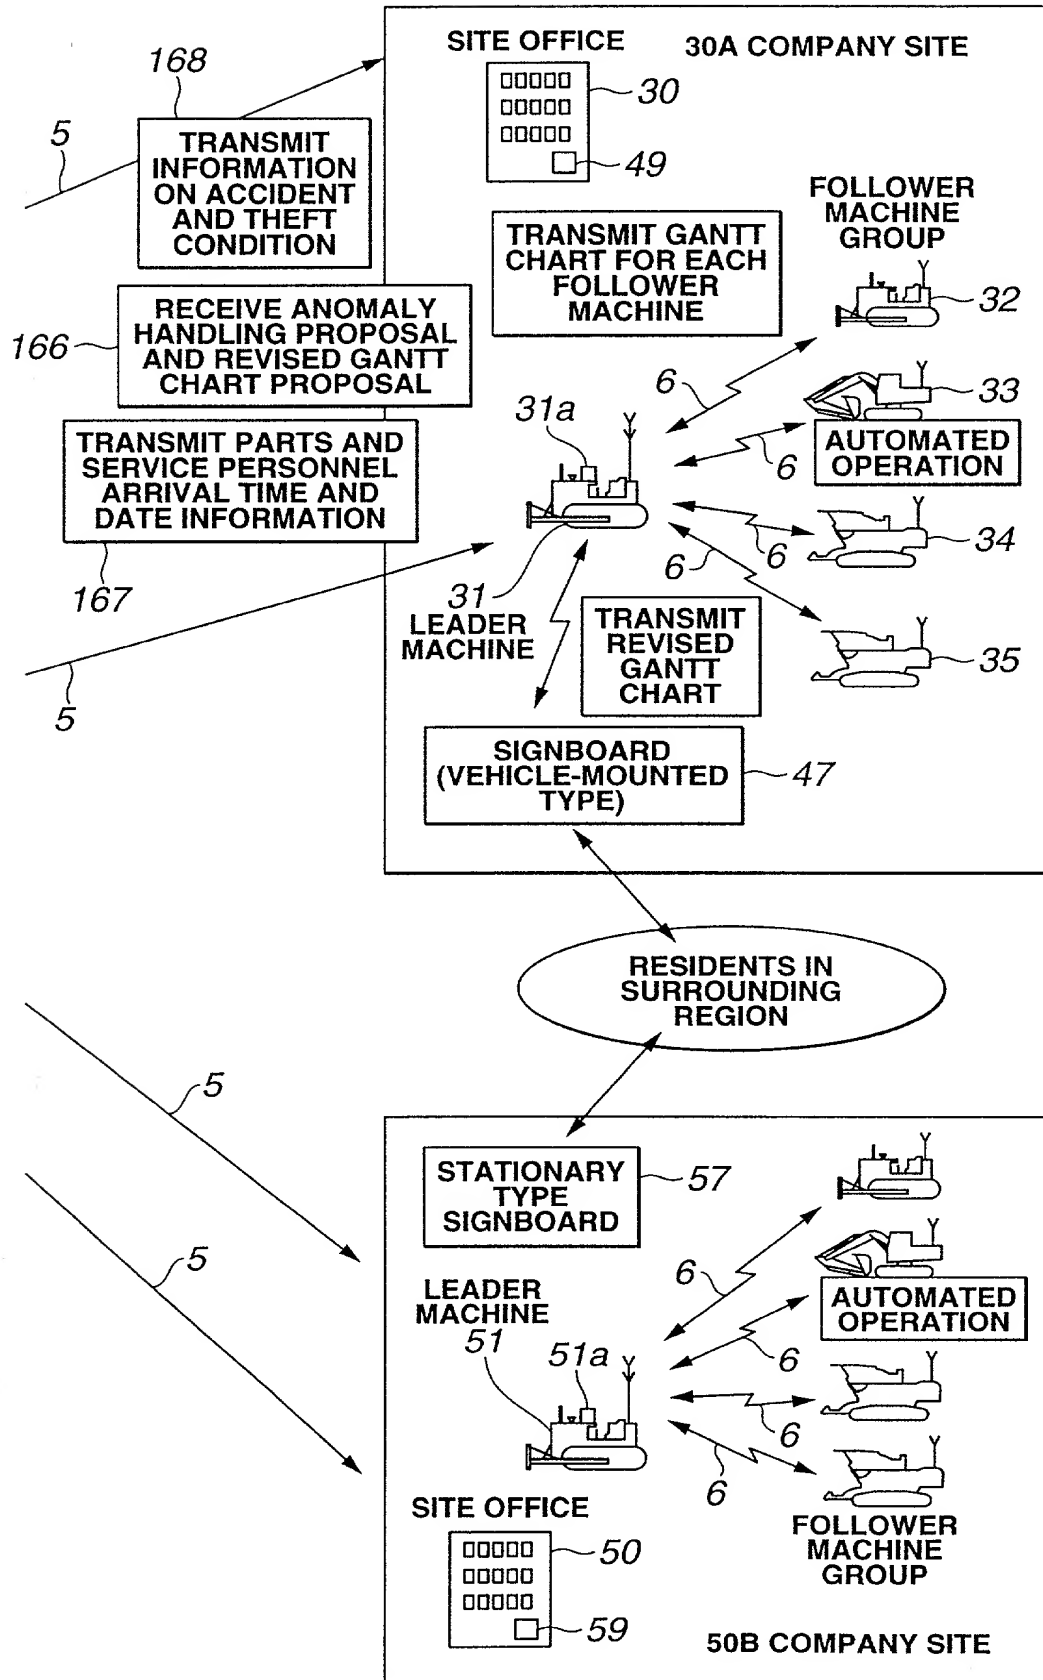 SITE OFFICE
30A COMPANY SITE
168
30
5
TRANSMIT
INFORMATION
ON ACCIDENT
AND THEFT
CONDITION
49
FOLLOWER
MACHINE
GROUP
TRANSMIT GANTT
CHART FOR EACH
FOLLOWER
MACHINE
32
166
RECEIVE ANOMALY
HANDLING PROPOSAL
AND REVISED GANTT
CHART PROPOSAL
6
33
31a
6
AUTOMATED
OPERATION
TRANSMIT PARTS AND
SERVICE PERSONNEL
ARRIVAL TIME AND
DATE INFORMATION
34
6
6
167
31
LEADER
MACHINE
TRANSMIT
REVISED
GANTT
CHART
35
5
SIGNBOARD
(VEHICLE-MOUNTED
TYPE)
47
RESIDENTS IN
SURROUNDING
REGION
5
STATIONARY
TYPE
SIGNBOARD
57
5
6
LEADER
MACHINE
AUTOMATED
OPERATION
51
51a
6
6
6
SITE OFFICE
50
FOLLOWER
MACHINE
GROUP
59
50B COMPANY SITE